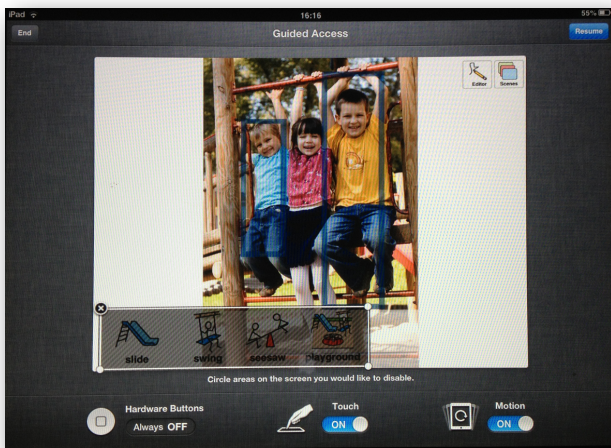 iPad 16:16 55%
End Guided Access Resume
Editor Scenes
slide swing seesaw playground
Circle areas on the screen you would like to disable.
Hardware Buttons
Always OFF
Touch
ON
Motion
ON